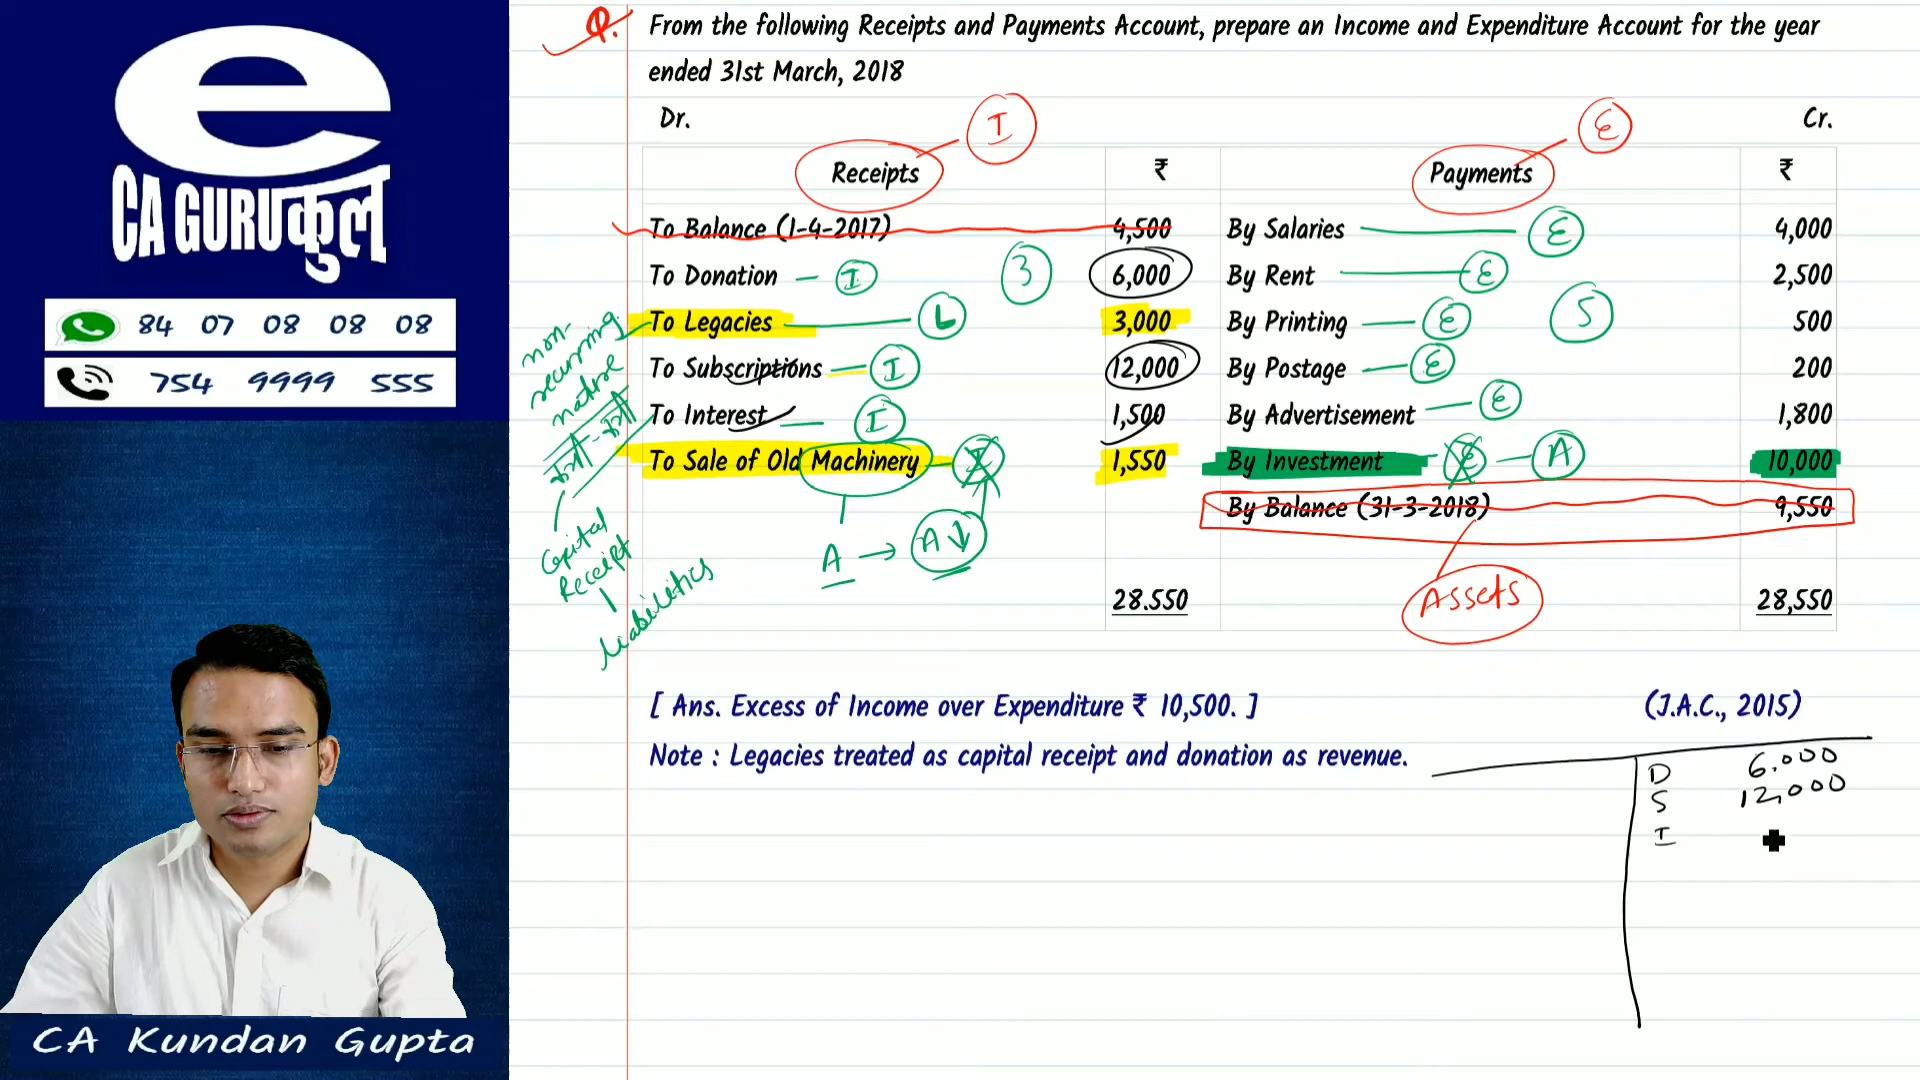 e
CA GURUकुल
84 07 08 08 08
754 9999 555
CA Kundan Gupta
Q. From the following Receipts and Payments Account, prepare an Income and Expenditure Account for the year
ended 31st March, 2018
Dr. Cr.
I E
Receipts ₹ Payments ₹
To Balance (1-4-2017) 4,500 By Salaries E 4,000
To Donation - I 3 6,000 By Rent E 2,500
To Legacies L 3,000 By Printing E 5 500
To Subscriptions I 12,000 By Postage E 200
To Interest I 1,500 By Advertisement E 1,800
To Sale of Old Machinery I 1,550 By Investment E A 10,000
By Balance (31-3-2018) 9,550
non-
recurring
nature
कभी-कभी
Capital
Receipt
Liabilities
A → A↓
Assets
28.550 28,550
[ Ans. Excess of Income over Expenditure ₹ 10,500. ] (J.A.C., 2015)
Note : Legacies treated as capital receipt and donation as revenue.
D 6,000
S 12,000
I